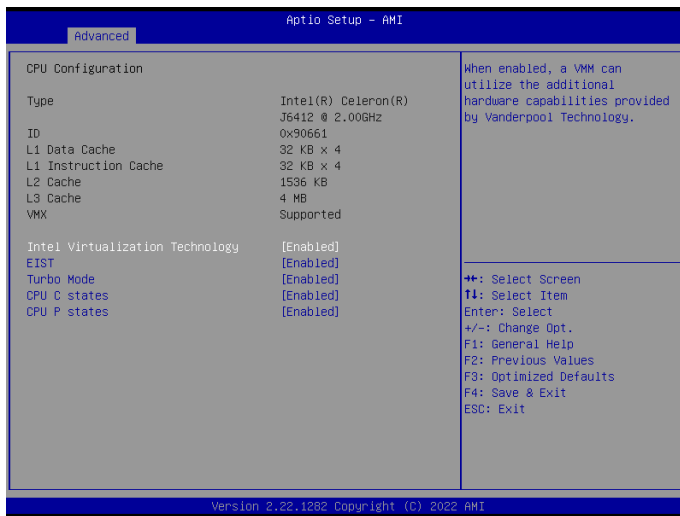 Aptio Setup - AMI
Advanced
CPU Configuration
Type Intel(R) Celeron(R)
J6412 @ 2.00GHz
ID 0x90661
L1 Data Cache 32 KB x 4
L1 Instruction Cache 32 KB x 4
L2 Cache 1536 KB
L3 Cache 4 MB
VMX Supported
Intel Virtualization Technology [Enabled]
EIST [Enabled]
Turbo Mode [Enabled]
CPU C states [Enabled]
CPU P states [Enabled]
When enabled, a VMM can
utilize the additional
hardware capabilities provided
by Vanderpool Technology.
→←: Select Screen
↑↓: Select Item
Enter: Select
+/-: Change Opt.
F1: General Help
F2: Previous Values
F3: Optimized Defaults
F4: Save & Exit
ESC: Exit
Version 2.22.1282 Copyright (C) 2022 AMI